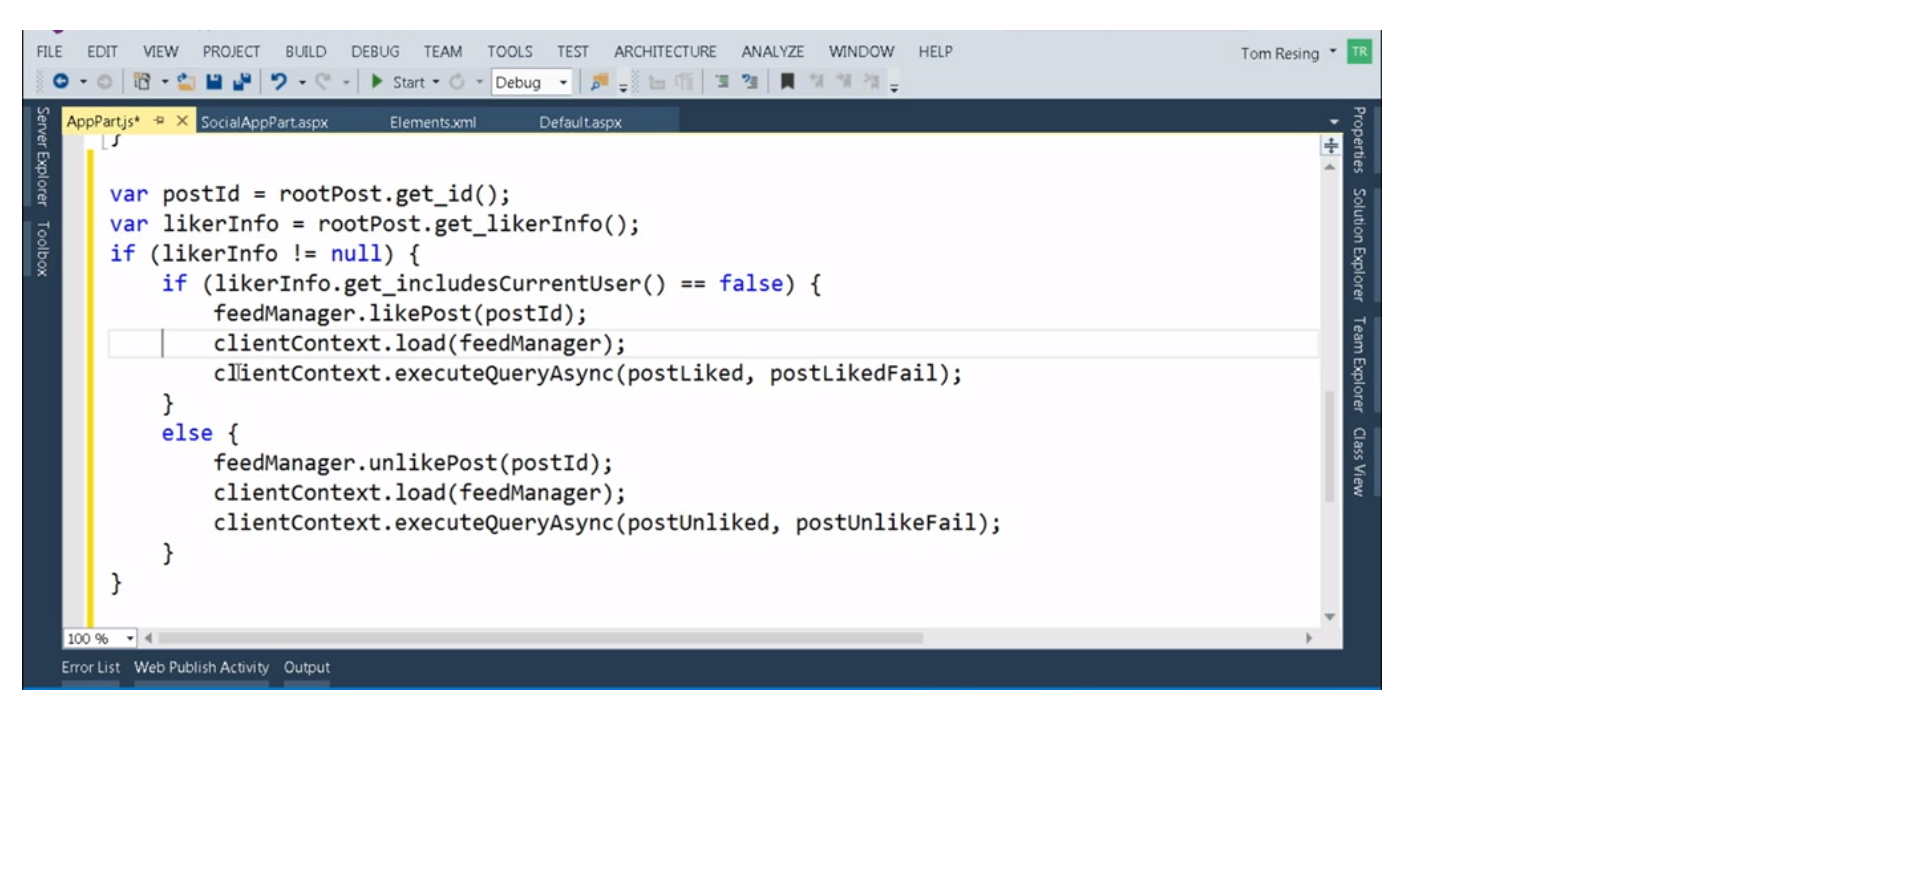 FILE EDIT VIEW PROJECT BUILD DEBUG TEAM TOOLS TEST ARCHITECTURE ANALYZE WINDOW HELP Tom Resing TR
Start Debug
AppPart.js* SocialAppPart.aspx Elements.xml Default.aspx
}
var postId = rootPost.get_id();
var likerInfo = rootPost.get_likerInfo();
if (likerInfo != null) {
if (likerInfo.get_includesCurrentUser() == false) {
feedManager.likePost(postId);
clientContext.load(feedManager);
clientContext.executeQueryAsync(postLiked, postLikedFail);
}
else {
feedManager.unlikePost(postId);
clientContext.load(feedManager);
clientContext.executeQueryAsync(postUnliked, postUnlikeFail);
}
}
100 %
Error List Web Publish Activity Output
Server Explorer
Toolbox
Properties
Solution Explorer
Team Explorer
Class View